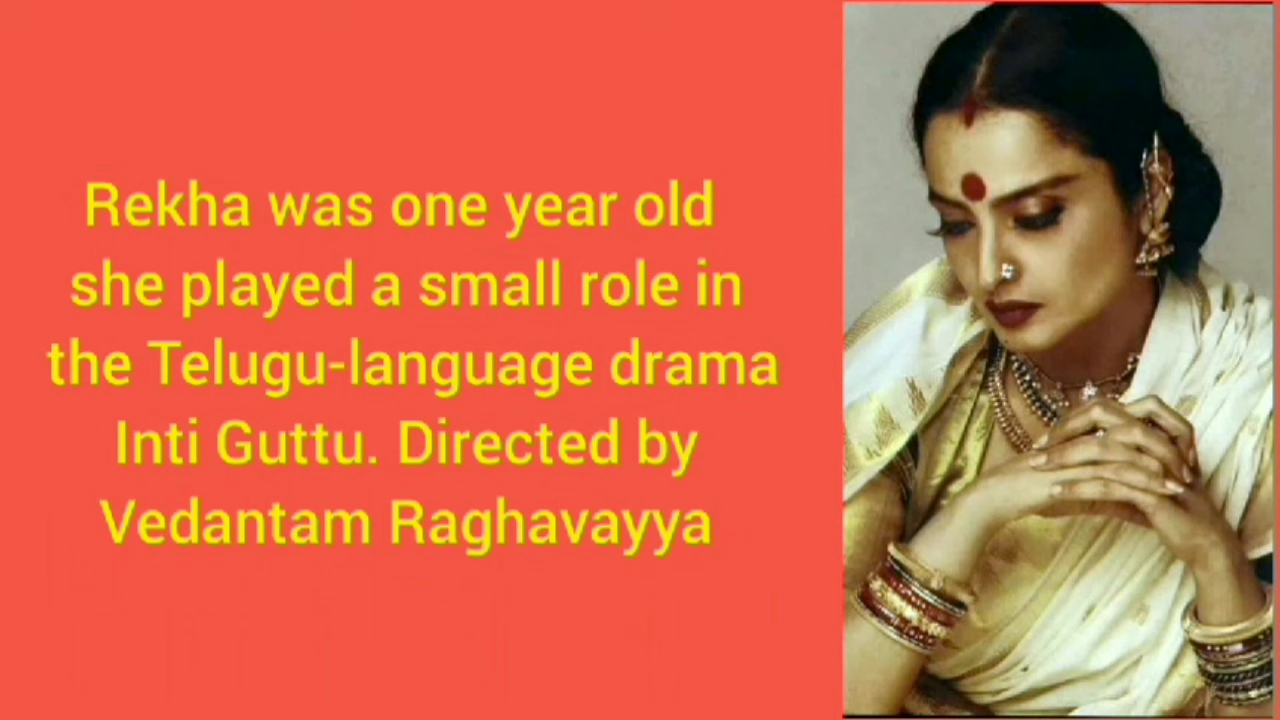 Rekha was one year old
she played a small role in
the Telugu-language drama
Inti Guttu. Directed by
Vedantam Raghavayya